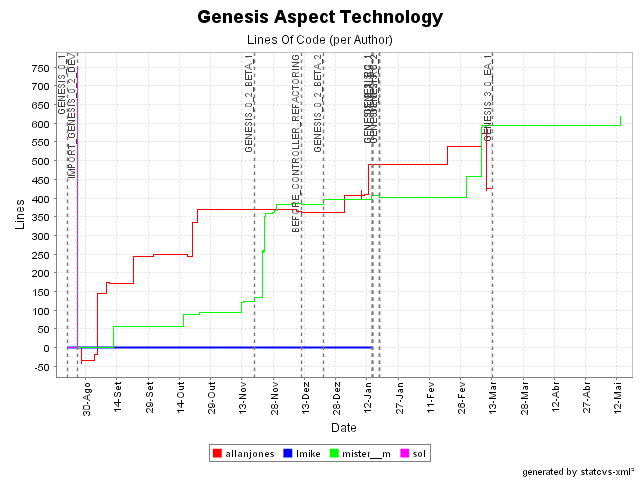 Genesis Aspect Technology
Lines Of Code (per Author)
Lines
750
700
650
600
550
500
450
400
350
300
250
200
150
100
50
0
-50
GENESIS_0_1
IMPORT_GENESIS_0_2_DEV
GENESIS_0_2_BETA_1
BEFORE_CONTROLLER_REFACTORING
GENESIS_0_2_BETA_2
GENESIS_3_0_EA_1
30-Ago
14-Set
29-Set
14-Out
29-Out
13-Nov
28-Nov
13-Dez
28-Dez
12-Jan
27-Jan
11-Fev
26-Fev
13-Mar
28-Mar
12-Abr
27-Abr
12-Mai
Date
allanjones
lmike
mister__m
sol
generated by statcvs-xml²